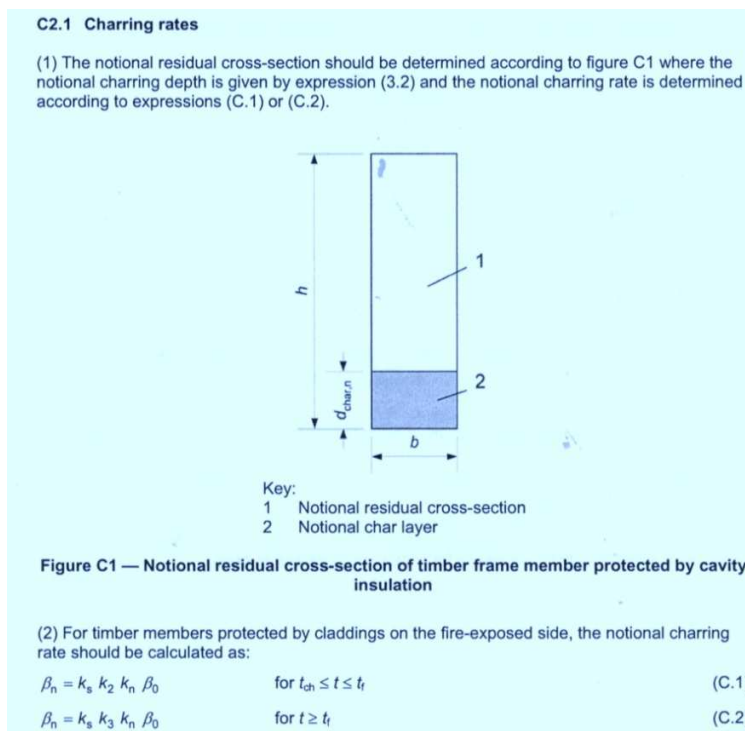 C2.1 Charring rates
(1) The notional residual cross-section should be determined according to figure C1 where the
notional charring depth is given by expression (3.2) and the notional charring rate is determined
according to expressions (C.1) or (C.2).
1
h
2
d_char,n
b
Key:
1 Notional residual cross-section
2 Notional char layer
Figure C1 — Notional residual cross-section of timber frame member protected by cavity
insulation
(2) For timber members protected by claddings on the fire-exposed side, the notional charring
rate should be calculated as:
βn = ks k2 kn β0 for tch ≤ t ≤ tf (C.1
βn = ks k3 kn β0 for t ≥ tf (C.2